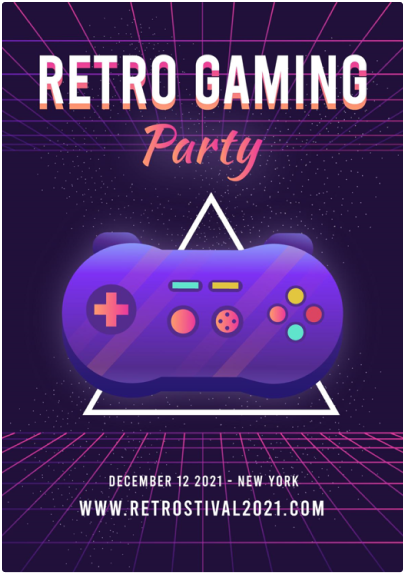 RETRO GAMING
Party
DECEMBER 12 2021 - NEW YORK
WWW.RETROSTIVAL2021.COM